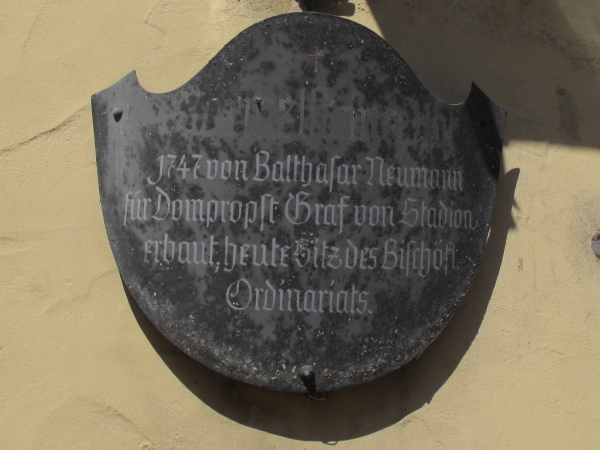 1747 von Balthasar Neumann
für Dompropst Graf von Stadion
erbaut, heute Sitz des Bischöfl.
Ordinariats.